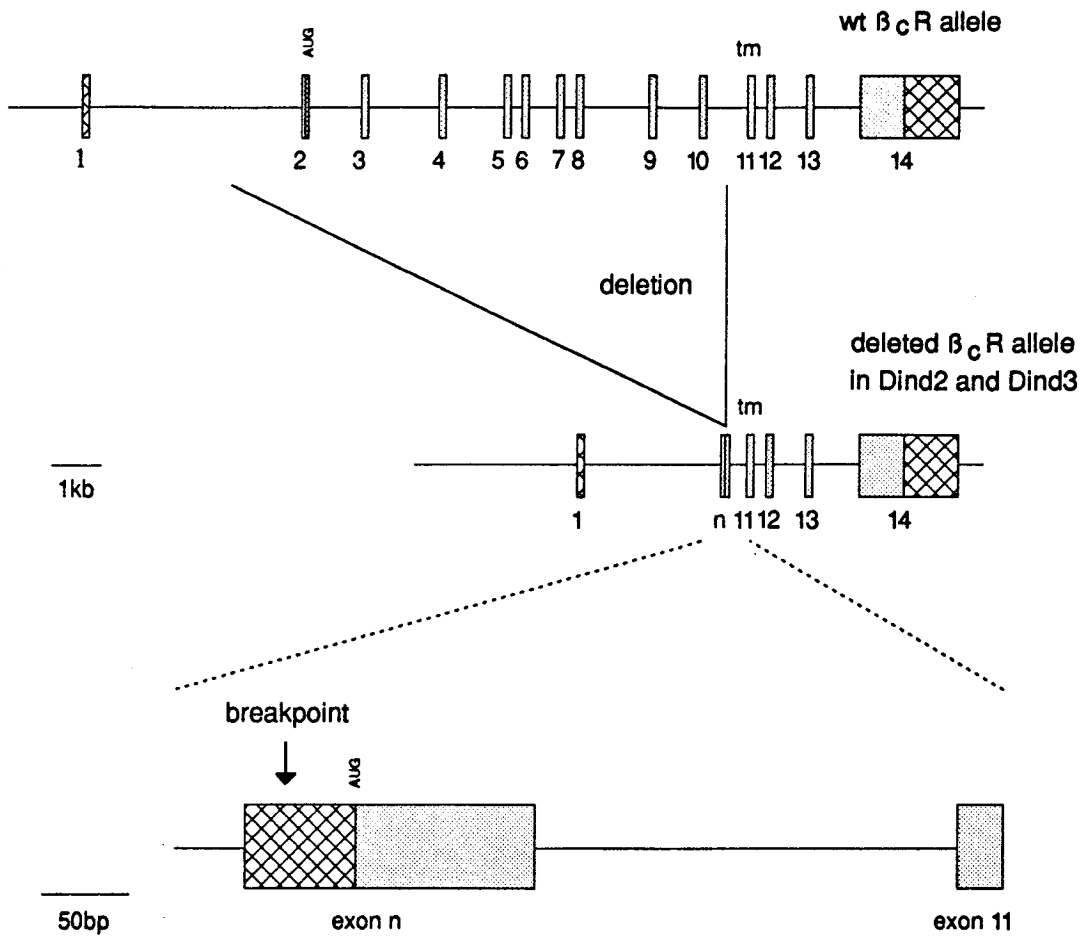 wt ß c R allele
AUG
tm
1 2 3 4 5 6 7 8 9 10 11 12 13 14
deletion
deleted ß c R allele
in Dind2 and Dind3
tm
1kb
1 n 11 12 13 14
breakpoint
AUG
50bp
exon n
exon 11